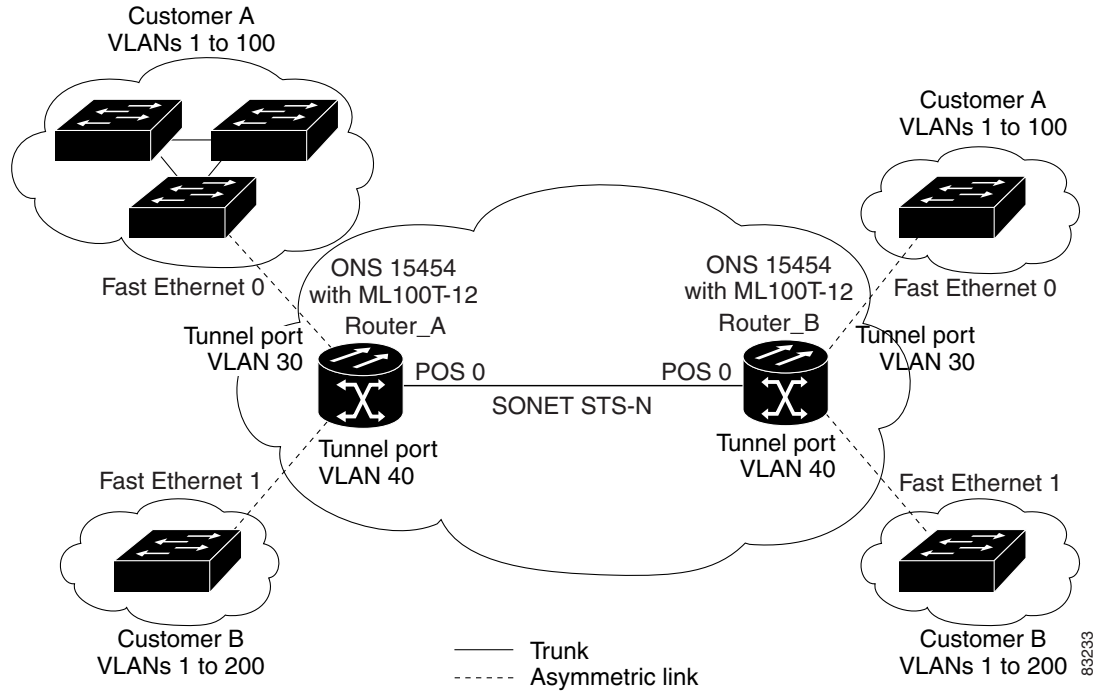 Customer A
VLANs 1 to 100
Customer A
VLANs 1 to 100
Fast Ethernet 0
ONS 15454
with ML100T-12
Router_A
Tunnel port
VLAN 30
ONS 15454
with ML100T-12
Router_B
Fast Ethernet 0
Tunnel port
VLAN 30
POS 0
POS 0
SONET STS-N
Tunnel port
VLAN 40
Tunnel port
VLAN 40
Fast Ethernet 1
Fast Ethernet 1
Customer B
VLANs 1 to 200
Customer B
VLANs 1 to 200
Trunk
Asymmetric link
83233